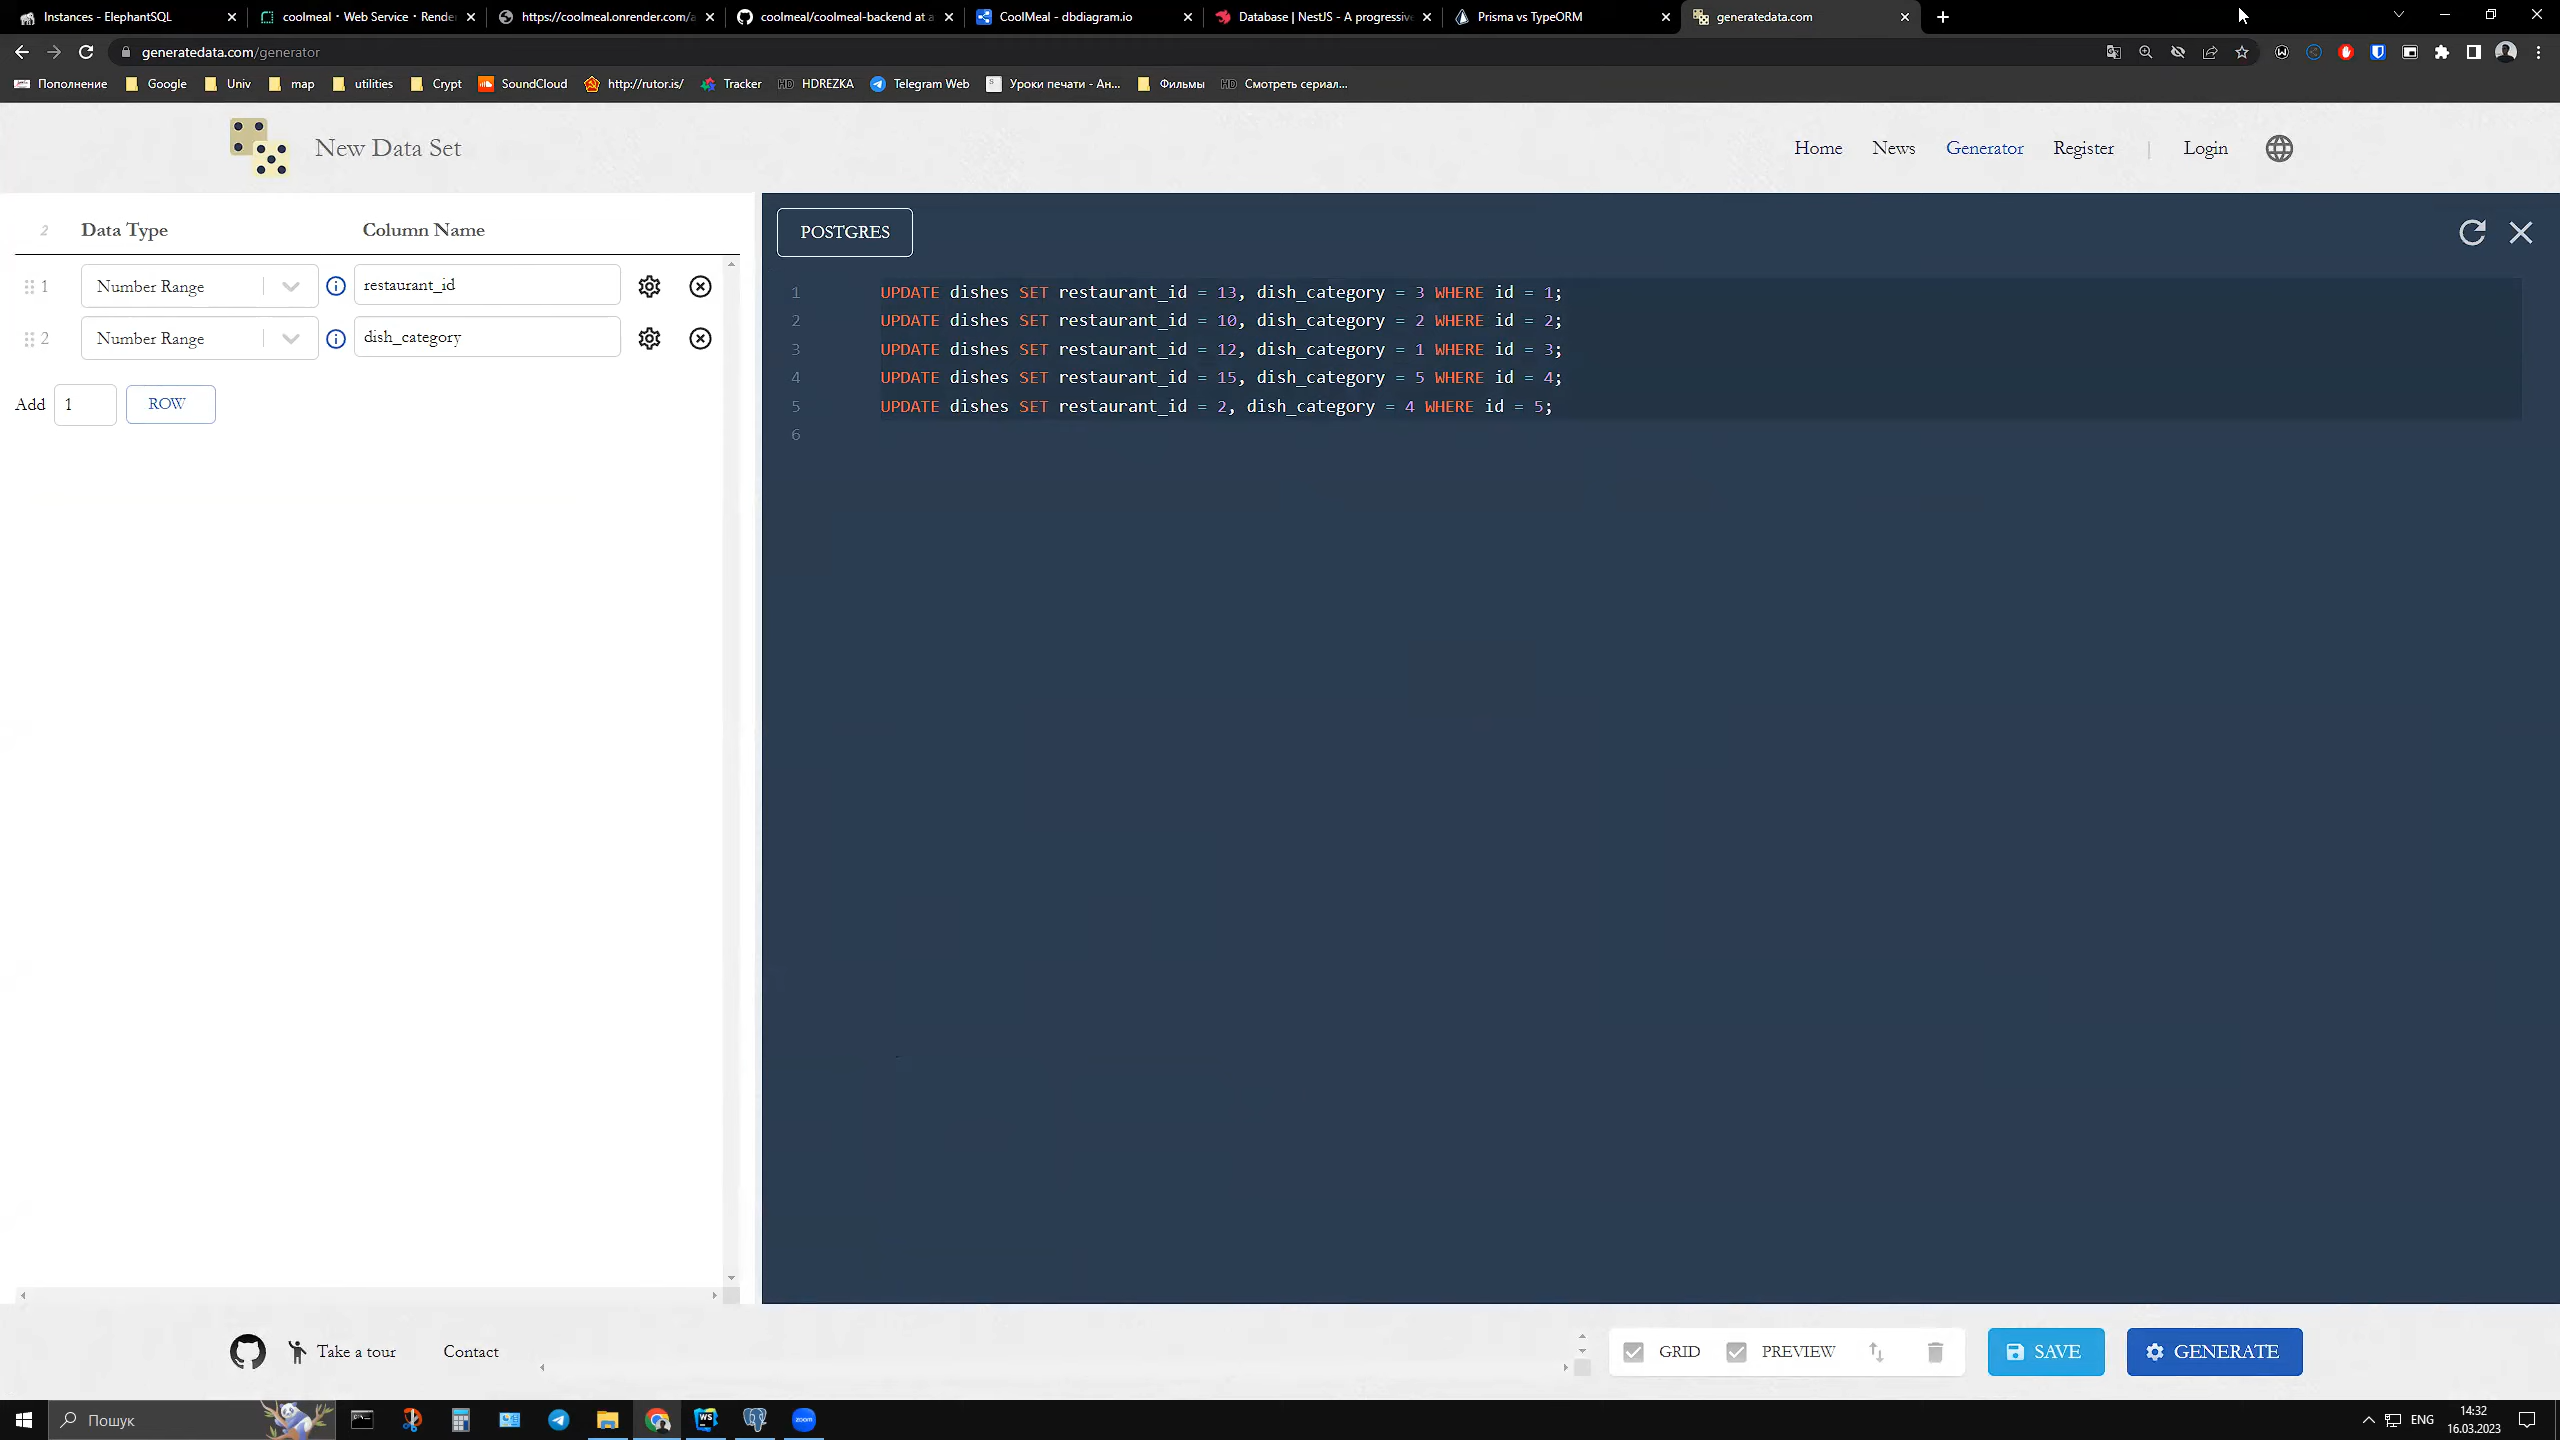 Instances - ElephantSQL
coolmeal · Web Service · Rende
https://coolmeal.onrender.com/a
coolmeal/coolmeal-backend at a
CoolMeal - dbdiagram.io
Database | NestJS - A progressive
Prisma vs TypeORM
generatedata.com
generatedata.com/generator
Пополнение
Google
Univ
map
utilities
Crypt
SoundCloud
http://rutor.is/
Tracker
HD HDREZKA
Telegram Web
Уроки печати - Ан...
Фильмы
HD Смотреть сериал...
New Data Set
Home
News
Generator
Register
Login
2 Data Type Column Name
1 Number Range restaurant_id
2 Number Range dish_category
Add 1 ROW
POSTGRES
1 UPDATE dishes SET restaurant_id = 13, dish_category = 3 WHERE id = 1;
2 UPDATE dishes SET restaurant_id = 10, dish_category = 2 WHERE id = 2;
3 UPDATE dishes SET restaurant_id = 12, dish_category = 1 WHERE id = 3;
4 UPDATE dishes SET restaurant_id = 15, dish_category = 5 WHERE id = 4;
5 UPDATE dishes SET restaurant_id = 2, dish_category = 4 WHERE id = 5;
6
Take a tour
Contact
GRID
PREVIEW
SAVE
GENERATE
Пошук
WS
zoom
ENG
14:32
16.03.2023